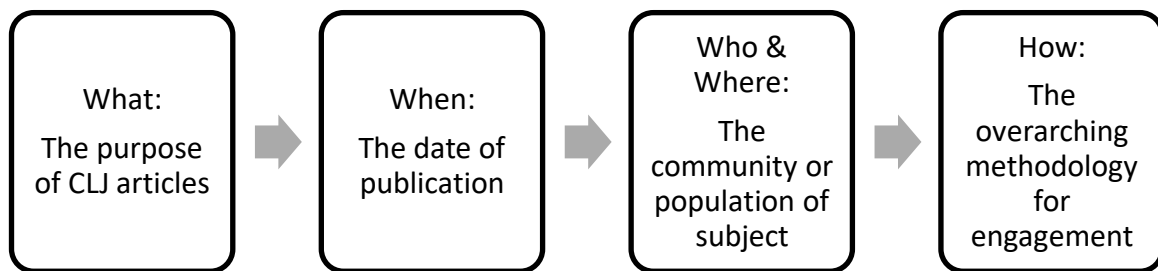 What:
The purpose
of CLJ articles
When:
The date of
publication
Who &
Where:
The
community or
population of
subject
How:
The
overarching
methodology
for
engagement